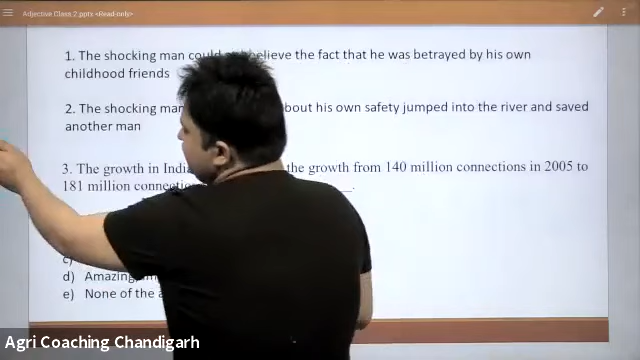 Adjective Class 2.pptx <Read-only>
1. The shocking man could believe the fact that he was betrayed by his own
childhood friends
2. The shocking man about his own safety jumped into the river and saved
another man
3. The growth in the growth from 140 million connections in 2005 to
181 million
d) Amazing
e) None of the
Agri Coaching Chandigarh